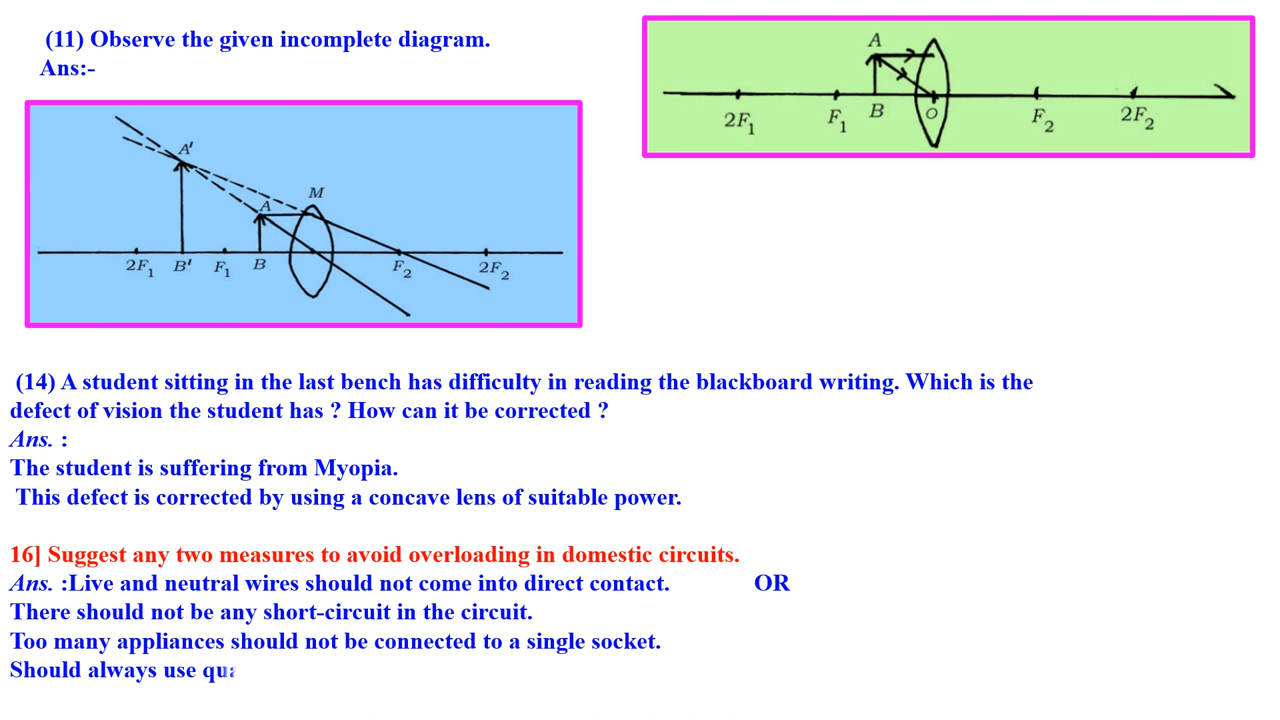 (11) Observe the given incomplete diagram.
Ans:-
A
2F1 F1 B O F2 2F2
A'
M
A
2F1 B' F1 B F2 2F2
(14) A student sitting in the last bench has difficulty in reading the blackboard writing. Which is the
defect of vision the student has ? How can it be corrected ?
Ans. :
The student is suffering from Myopia.
This defect is corrected by using a concave lens of suitable power.
16] Suggest any two measures to avoid overloading in domestic circuits.
Ans. :Live and neutral wires should not come into direct contact. OR
There should not be any short-circuit in the circuit.
Too many appliances should not be connected to a single socket.
Should always use